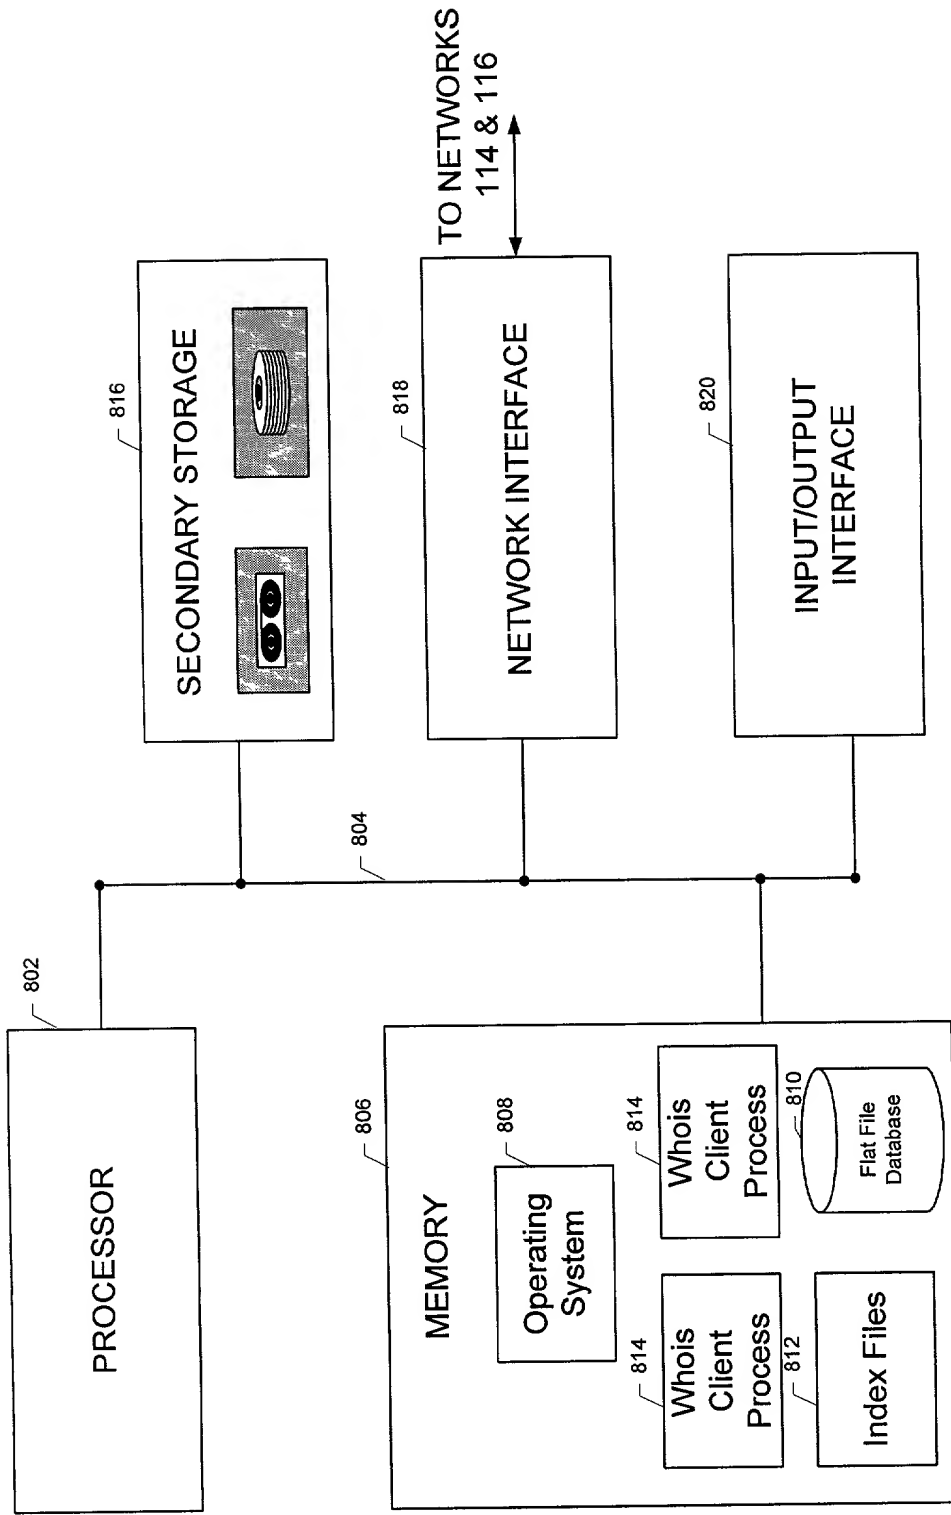 802
PROCESSOR
816
SECONDARY STORAGE
804
806
MEMORY
808
Operating
System
814
Whois
Client
Process
814
Whois
Client
Process
812
Index Files
810
Flat File
Database
818
NETWORK INTERFACE
TO NETWORKS
114 & 116
820
INPUT/OUTPUT
INTERFACE